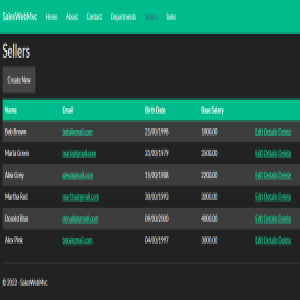 SalesWebMvc Home About Contact Departments Sellers Sales
Sellers
Create New
Name Email Birth Date Base Salary
Bob Brown bob@gmail.com 21/04/1998 1000.00 Edit Details Delete
Maria Green maria@gmail.com 31/12/1979 3500.00 Edit Details Delete
Alex Grey alex@gmail.com 15/01/1988 2200.00 Edit Details Delete
Martha Red martha@gmail.com 30/11/1993 3000.00 Edit Details Delete
Donald Blue donald@gmail.com 09/01/2000 4000.00 Edit Details Delete
Alex Pink bob@gmail.com 04/03/1997 3000.00 Edit Details Delete
© 2022 - SalesWebMvc